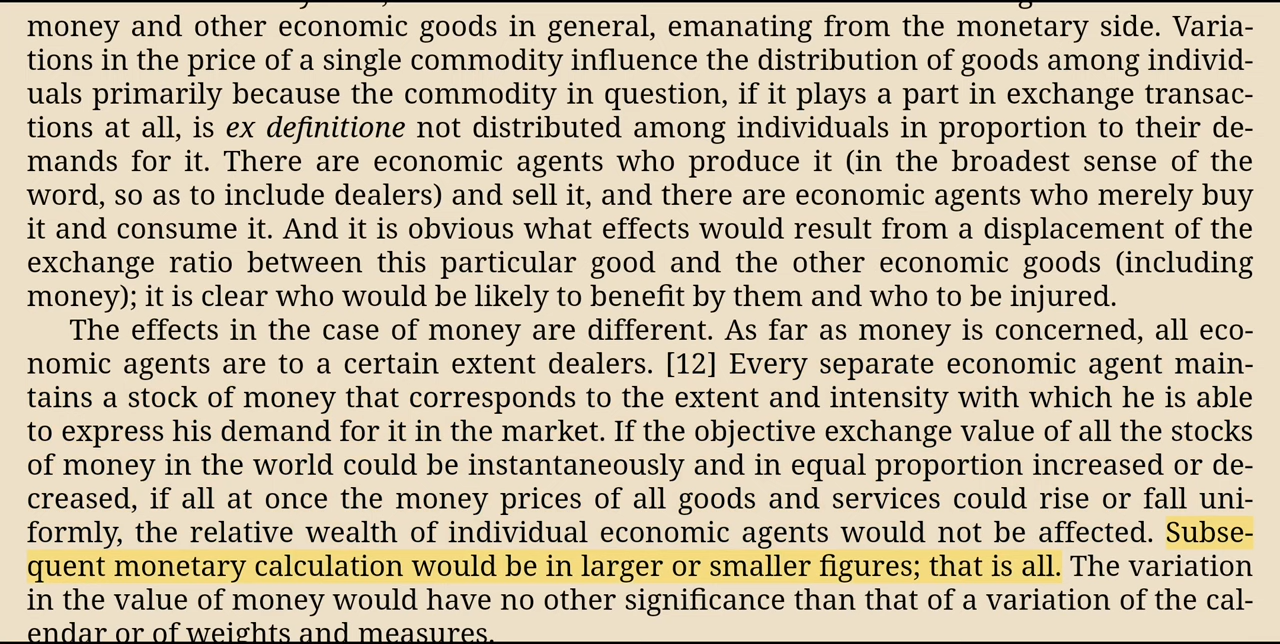 money and other economic goods in general, emanating from the monetary side. Varia-
tions in the price of a single commodity influence the distribution of goods among individ-
uals primarily because the commodity in question, if it plays a part in exchange transac-
tions at all, is ex definitione not distributed among individuals in proportion to their de-
mands for it. There are economic agents who produce it (in the broadest sense of the
word, so as to include dealers) and sell it, and there are economic agents who merely buy
it and consume it. And it is obvious what effects would result from a displacement of the
exchange ratio between this particular good and the other economic goods (including
money); it is clear who would be likely to benefit by them and who to be injured.
The effects in the case of money are different. As far as money is concerned, all eco-
nomic agents are to a certain extent dealers. [12] Every separate economic agent main-
tains a stock of money that corresponds to the extent and intensity with which he is able
to express his demand for it in the market. If the objective exchange value of all the stocks
of money in the world could be instantaneously and in equal proportion increased or de-
creased, if all at once the money prices of all goods and services could rise or fall uni-
formly, the relative wealth of individual economic agents would not be affected. Subse-
quent monetary calculation would be in larger or smaller figures; that is all. The variation
in the value of money would have no other significance than that of a variation of the cal-
endar or of weights and measures.